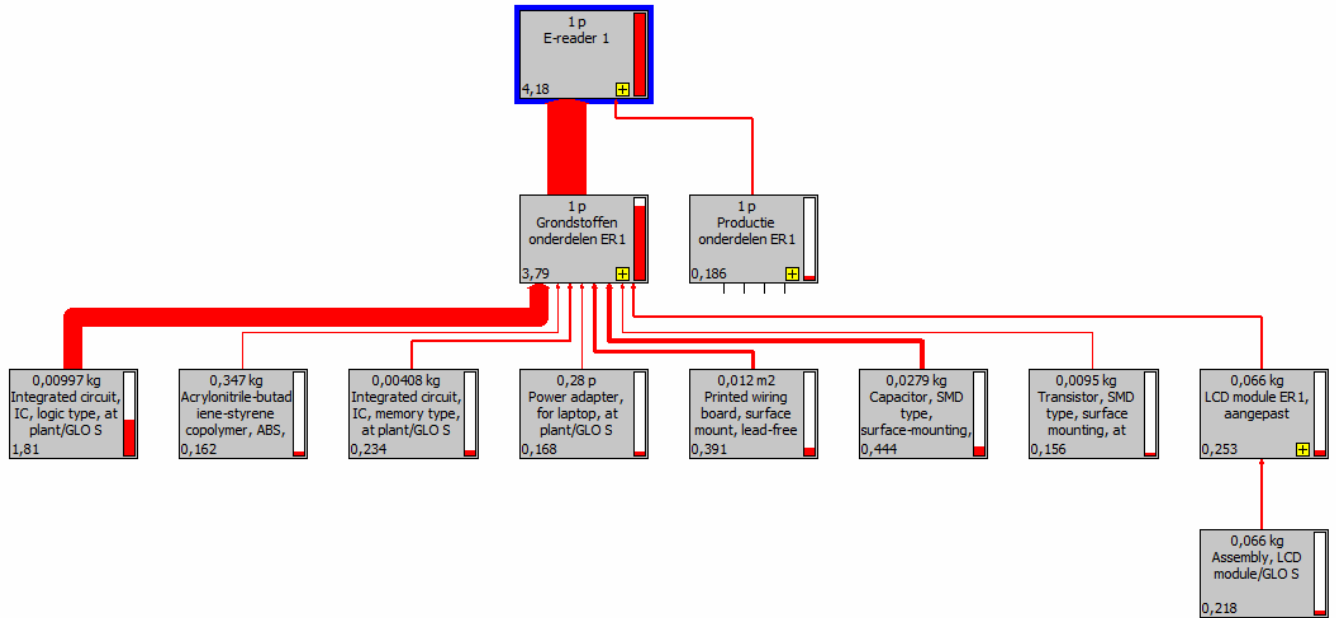 1 p
E-reader 1
4,18
1 p
Grondstoffen
onderdelen ER1
3,79
1 p
Productie
onderdelen ER1
0,186
0,00997 kg
Integrated circuit,
IC, logic type, at
plant/GLO S
1,81
0,347 kg
Acrylonitrile-butad
iene-styrene
copolymer, ABS,
0,162
0,00408 kg
Integrated circuit,
IC, memory type,
at plant/GLO S
0,234
0,28 p
Power adapter,
for laptop, at
plant/GLO S
0,168
0,012 m2
Printed wiring
board, surface
mount, lead-free
0,391
0,0279 kg
Capacitor, SMD
type,
surface-mounting,
0,444
0,0095 kg
Transistor, SMD
type, surface
mounting, at
0,156
0,066 kg
LCD module ER1,
aangepast
0,253
0,066 kg
Assembly, LCD
module/GLO S
0,218